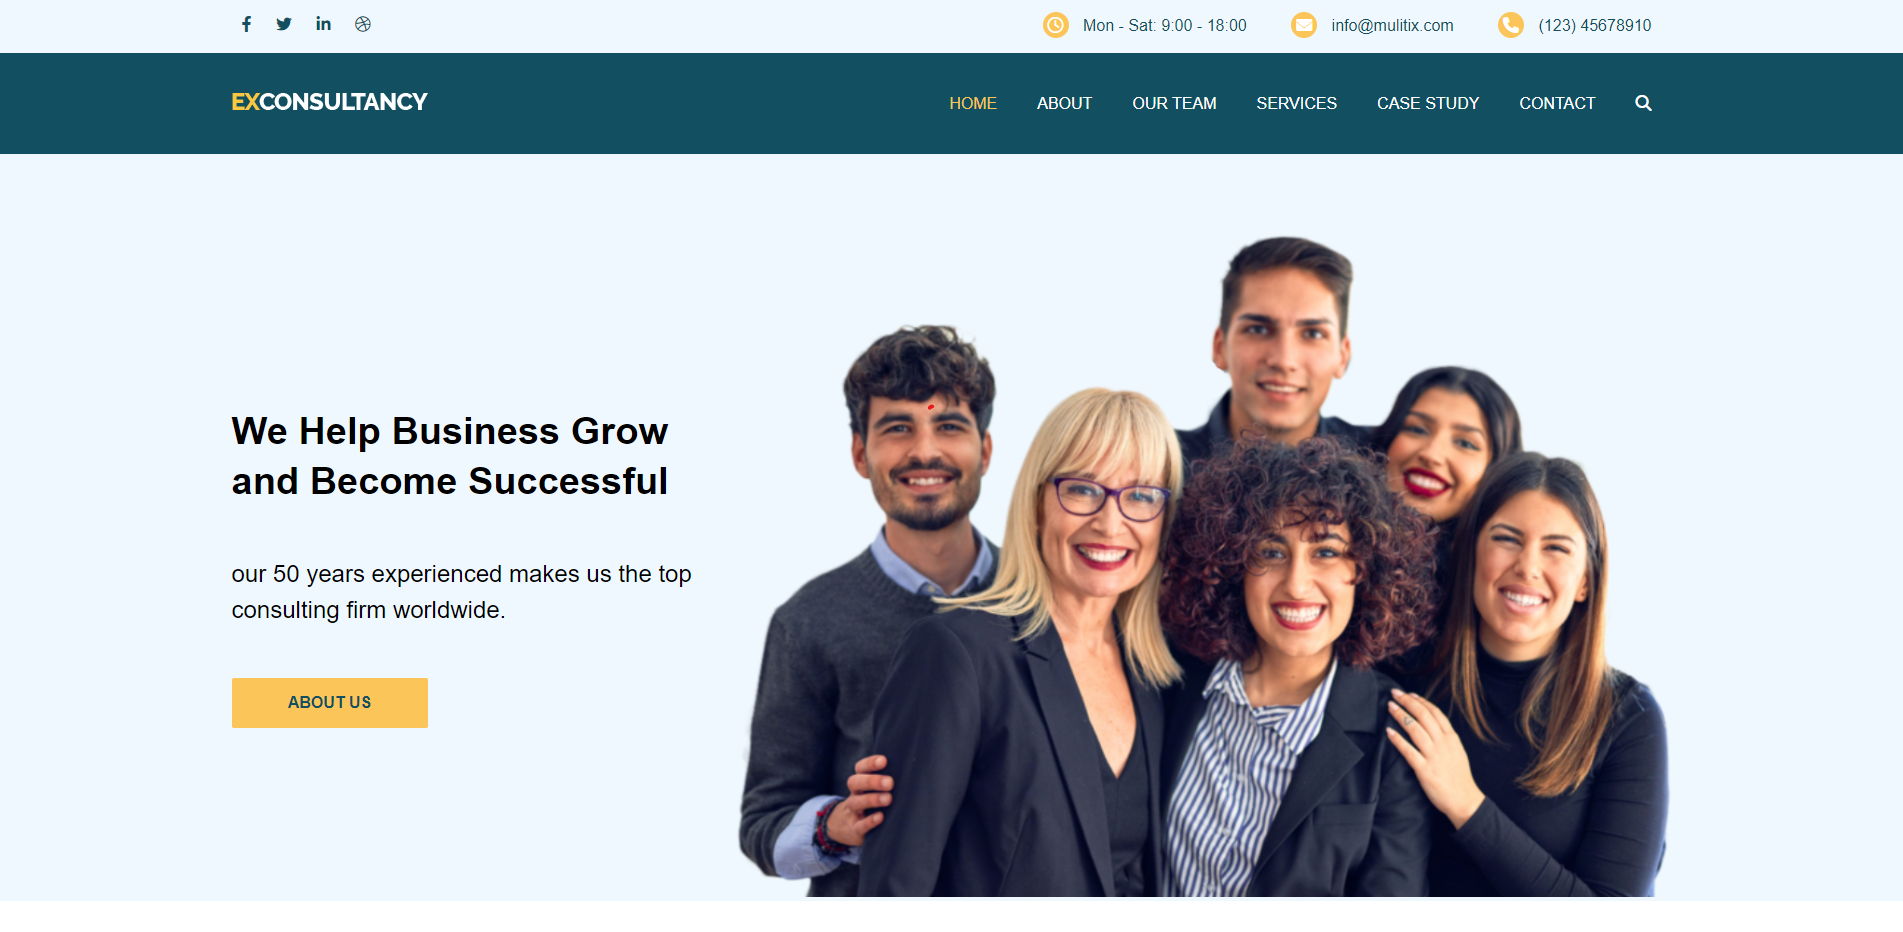 Mon - Sat: 9:00 - 18:00
info@mulitix.com
(123) 45678910
EXCONSULTANCY
HOME
ABOUT
OUR TEAM
SERVICES
CASE STUDY
CONTACT
We Help Business Grow
and Become Successful
our 50 years experienced makes us the top
consulting firm worldwide.
ABOUT US